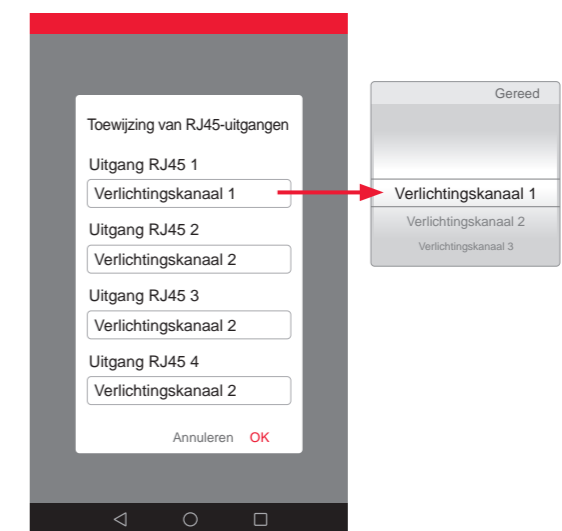 Toewijzing van RJ45-uitgangen
Uitgang RJ45 1
Verlichtingskanaal 1
Uitgang RJ45 2
Verlichtingskanaal 2
Uitgang RJ45 3
Verlichtingskanaal 2
Uitgang RJ45 4
Verlichtingskanaal 2
Annuleren OK
Gereed
Verlichtingskanaal 1
Verlichtingskanaal 2
Verlichtingskanaal 3